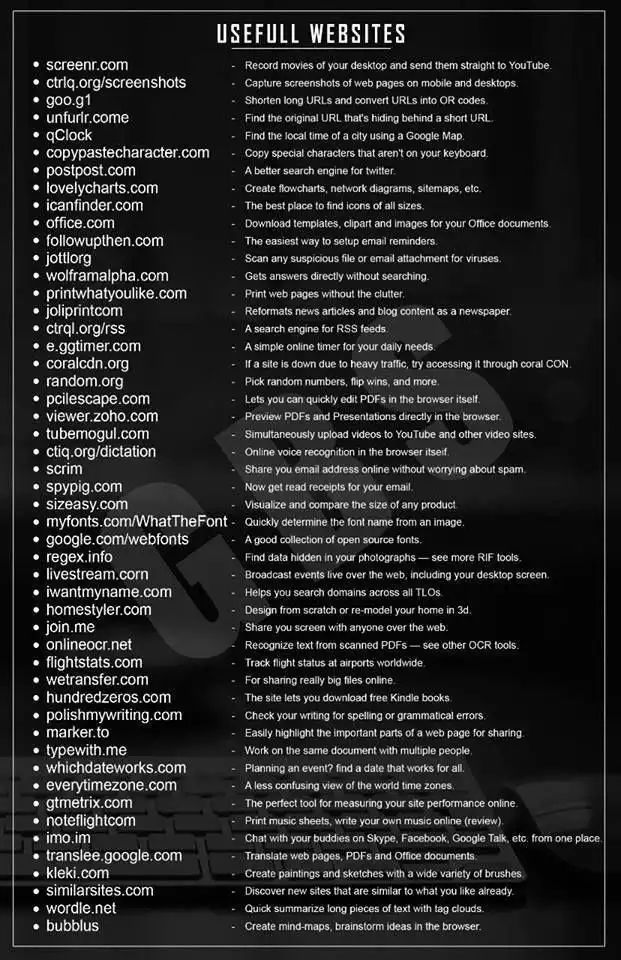 USEFULL WEBSITES
screenr.com - Record movies of your desktop and send them straight to YouTube.
ctrlq.org/screenshots - Capture screenshots of web pages on mobile and desktops.
goo.g1 - Shorten long URLs and convert URLs into OR codes.
unfurlr.come - Find the original URL that's hiding behind a short URL.
qClock - Find the local time of a city using a Google Map.
copypastecharacter.com - Copy special characters that aren't on your keyboard.
postpost.com - A better search engine for twitter.
lovelycharts.com - Create flowcharts, network diagrams, sitemaps, etc.
icanfinder.com - The best place to find icons of all sizes.
office.com - Download templates, clipart and images for your Office documents.
followupthen.com - The easiest way to setup email reminders.
jottlorg - Scan any suspicious file or email attachment for viruses.
wolframalpha.com - Gets answers directly without searching.
printwhatyoulike.com - Print web pages without the clutter.
joliprintcom - Reformats news articles and blog content as a newspaper.
ctrql.org/rss - A search engine for RSS feeds.
e.ggtimer.com - A simple online timer for your daily needs.
coralcdn.org - If a site is down due to heavy traffic, try accessing it through coral CON.
random.org - Pick random numbers, flip wins, and more.
pcilescape.com - Lets you can quickly edit PDFs in the browser itself.
viewer.zoho.com - Preview PDFs and Presentations directly in the browser.
tubemogul.com - Simultaneously upload videos to YouTube and other video sites.
ctiq.org/dictation - Online voice recognition in the browser itseif.
scrim - Share you email address online without worrying about spam.
spypig.com - Now get read receipts for your email.
sizeasy.com - Visualize and compare the size of any product.
myfonts.com/WhatTheFont - Quickly determine the font name from an image.
google.com/webfonts - A good collection of open source fonts.
regex.info - Find data hidden in your photographs — see more RIF tools.
livestream.corn - Broadcast events live over the web, including your desktop screen.
iwantmyname.com - Helps you search domains across all TLOs.
homestyler.com - Design from scratch or re-model your home in 3d.
join.me - Share you screen with anyone over the web.
onlineocr.net - Recognize text from scanned PDFs — see other OCR tools.
flightstats.com - Track flight status at airports worldwide.
wetransfer.com - For sharing really big files online.
hundredzeros.com - The site lets you download free Kindle books.
polishmywriting.com - Check your writing for spelling or grammatical errors.
marker.to - Easily highlight the important parts of a web page for sharing.
typewith.me - Work on the same document with multiple people.
whichdateworks.com - Planning an event? find a date that works for all.
everytimezone.com - A less confusing view of the world time zones.
gtmetrix.com - The perfect tool for measuring your site performance online.
noteflightcom - Print music sheets, write your own music online (review).
imo.im - Chat with your buddies on Skype, Facebook, Google Talk, etc. from one place.
translee.google.com - Translate web pages, PDFs and Office documents.
kleki.com - Create paintings and sketches with a wide variety of brushes.
similarsites.com - Discover new sites that are similar to what you like already.
wordle.net - Quick summarize long pieces of text with tag clouds.
bubblus - Create mind-maps, brainstorm ideas in the browser.